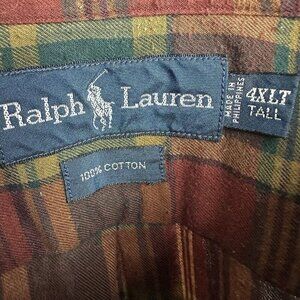 Ralph Lauren
MADE IN
PHILIPPINES
4XLT
TALL
100% COTTON